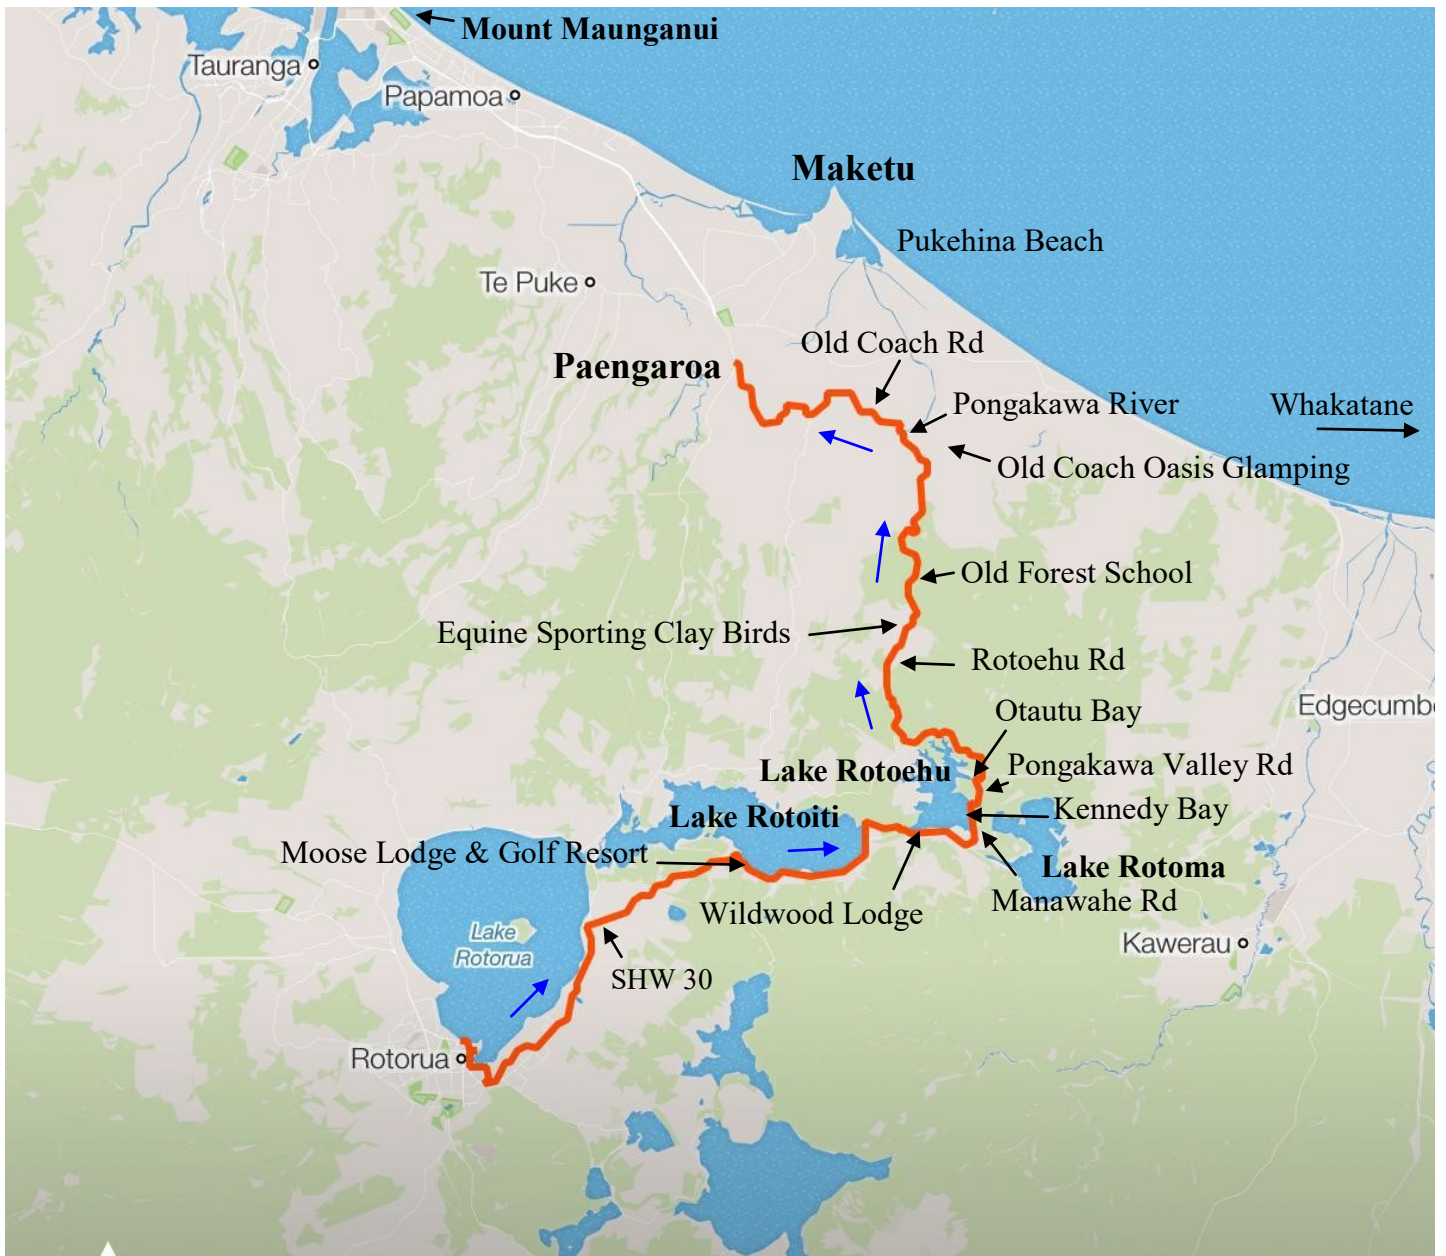 Mount Maunganui
Tauranga
Papamoa
Maketu
Pukehina Beach
Te Puke
Old Coach Rd
Paengaroa
Pongakawa River
Whakatane
Old Coach Oasis Glamping
Old Forest School
Equine Sporting Clay Birds
Rotoehu Rd
Edgecumbe
Otautu Bay
Lake Rotoehu
Pongakawa Valley Rd
Lake Rotoiti
Kennedy Bay
Moose Lodge & Golf Resort
Lake Rotoma
Wildwood Lodge
Manawahe Rd
Lake
Rotorua
Kawerau
SHW 30
Rotorua